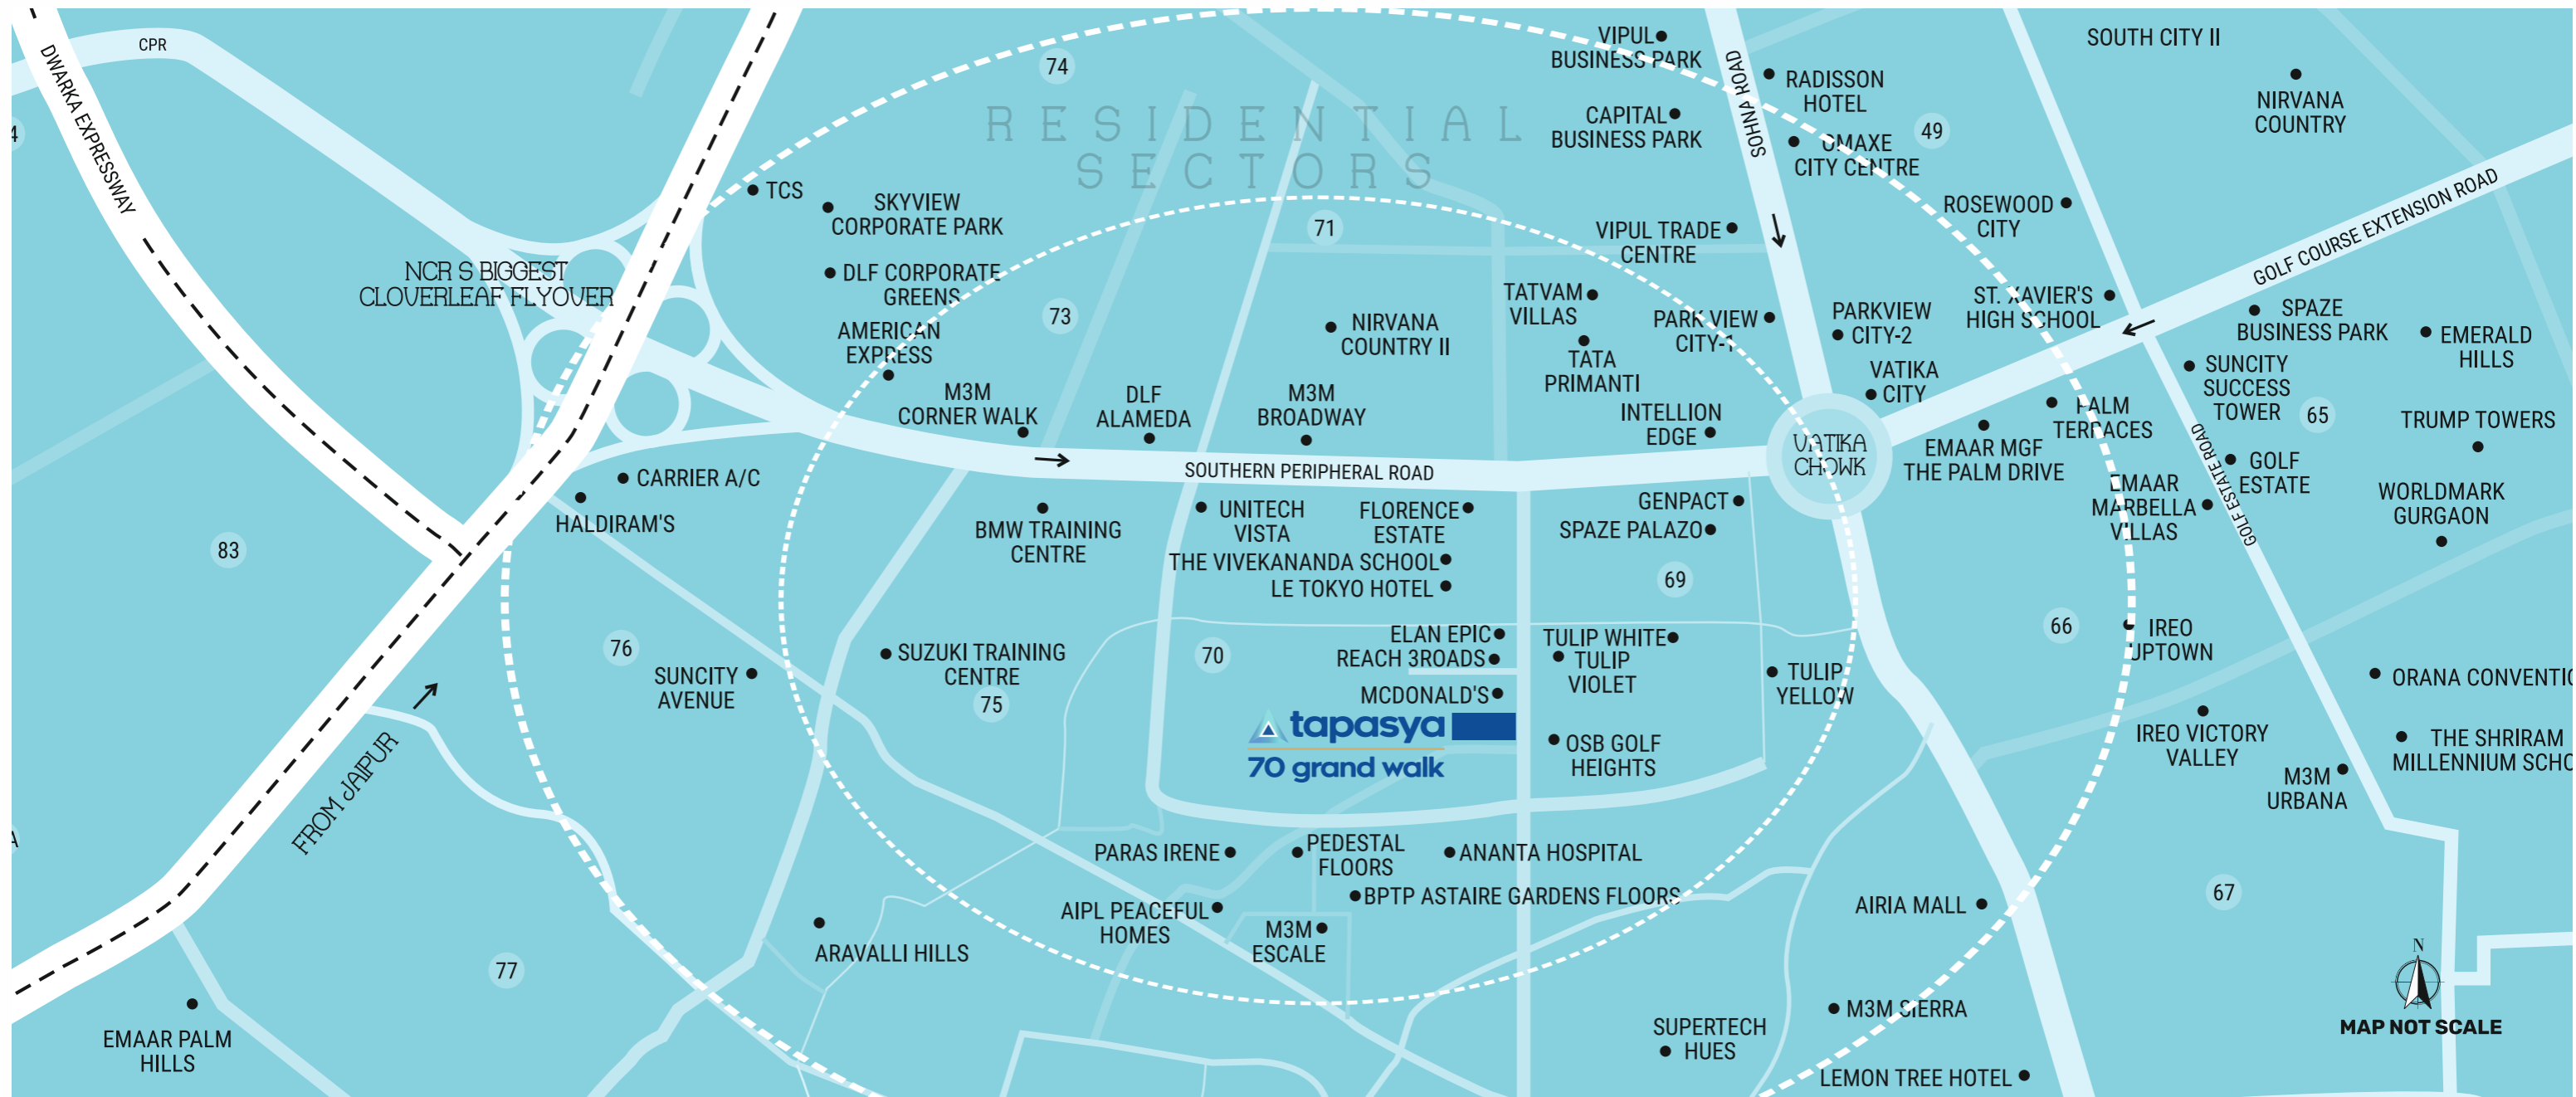 CPR
DWARKA EXPRESSWAY
4
74
RESIDENTIAL
SECTORS
VIPUL
BUSINESS PARK
CAPITAL
BUSINESS PARK
SOHNA ROAD
RADISSON
HOTEL
OMAXE
CITY CENTRE
49
SOUTH CITY II
NIRVANA
COUNTRY
ROSEWOOD
CITY
GOLF COURSE EXTENSION ROAD
TCS
SKYVIEW
CORPORATE PARK
DLF CORPORATE
GREENS
AMERICAN
EXPRESS
NCR S BIGGEST
CLOVERLEAF FLYOVER
71
73
VIPUL TRADE
CENTRE
TATVAM
VILLAS
TATA
PRIMANTI
NIRVANA
COUNTRY II
PARK VIEW
CITY-1
PARKVIEW
CITY-2
ST. XAVIER'S
HIGH SCHOOL
SPAZE
BUSINESS PARK
EMERALD
HILLS
SUNCITY
SUCCESS
TOWER
65
TRUMP TOWERS
VATIKA
CITY
PALM
TERRACES
M3M
CORNER WALK
DLF
ALAMEDA
M3M
BROADWAY
INTELLION
EDGE
VATIKA
CHOWK
EMAAR MGF
THE PALM DRIVE
GOLF ESTATE ROAD
GOLF
ESTATE
WORLDMARK
GURGAON
EMAAR
MARBELLA
VILLAS
SOUTHERN PERIPHERAL ROAD
CARRIER A/C
HALDIRAM'S
83
BMW TRAINING
CENTRE
UNITECH
VISTA
FLORENCE
ESTATE
THE VIVEKANANDA SCHOOL
LE TOKYO HOTEL
GENPACT
SPAZE PALAZO
69
66
IREO
UPTOWN
76
SUNCITY
AVENUE
SUZUKI TRAINING
CENTRE
75
70
ELAN EPIC
REACH 3ROADS
MCDONALD'S
TULIP WHITE
TULIP
VIOLET
TULIP
YELLOW
tapasya
70 grand walk
OSB GOLF
HEIGHTS
ORANA CONVENTIO
IREO VICTORY
VALLEY
THE SHRIRAM
MILLENNIUM SCHO
M3M
URBANA
FROM JAIPUR
A
PARAS IRENE
PEDESTAL
FLOORS
ANANTA HOSPITAL
BPTP ASTAIRE GARDENS FLOORS
AIPL PEACEFUL
HOMES
M3M
ESCALE
AIRIA MALL
67
ARAVALLI HILLS
77
EMAAR PALM
HILLS
M3M SIERRA
SUPERTECH
HUES
LEMON TREE HOTEL
N
MAP NOT SCALE